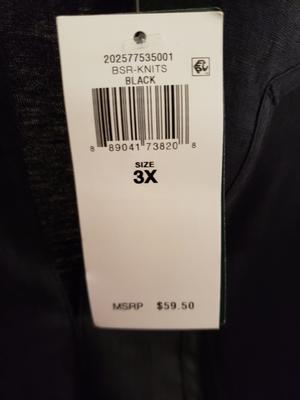 202577535001
BSR-KNITS
BLACK
8 89041 73820 8
SIZE
3X
MSRP $59.50